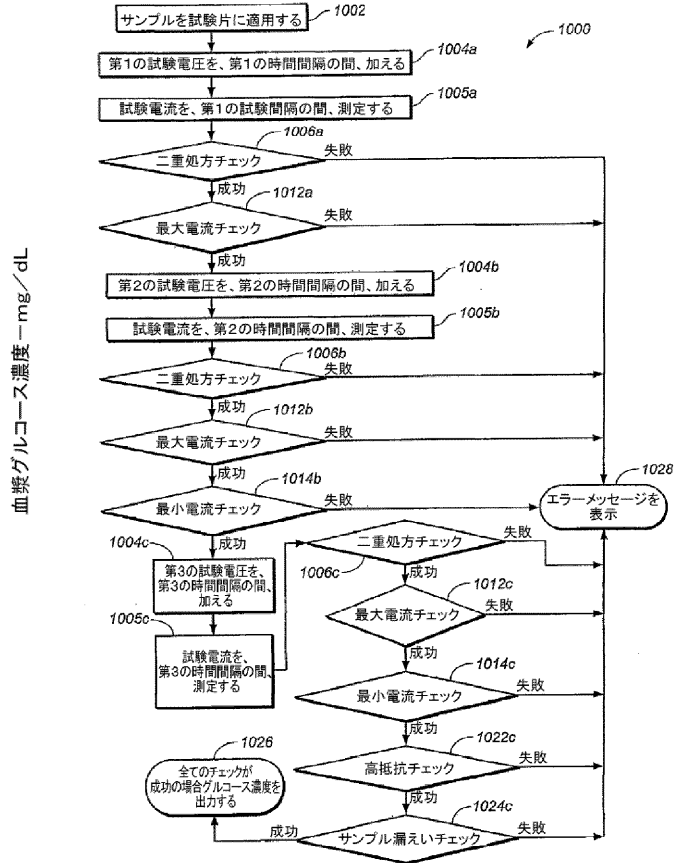 サンプルを試験片に適用する
1002
1000
第1の試験電圧を、第1の時間間隔の間、加える
1004a
試験電流を、第1の試験間隔の間、測定する
1005a
二重処方チェック
1006a
失敗
成功
最大電流チェック
1012a
失敗
成功
第2の試験電圧を、第2の時間間隔の間、加える
1004b
試験電流を、第2の時間間隔の間、測定する
1005b
二重処方チェック
1006b
失敗
成功
最大電流チェック
1012b
失敗
成功
最小電流チェック
1014b
失敗
成功
エラーメッセージを
表示
1028
第3の試験電圧を、
第3の時間間隔の間、
加える
1004c
試験電流を、
第3の時間間隔の間、
測定する
1005c
二重処方チェック
1006c
失敗
成功
最大電流チェック
1012c
失敗
成功
最小電流チェック
1014c
失敗
成功
高抵抗チェック
1022c
失敗
成功
サンプル漏えいチェック
1024c
失敗
成功
全てのチェックが
成功の場合グルコース濃度を
出力する
1026
血漿グルコース濃度－mg／dL